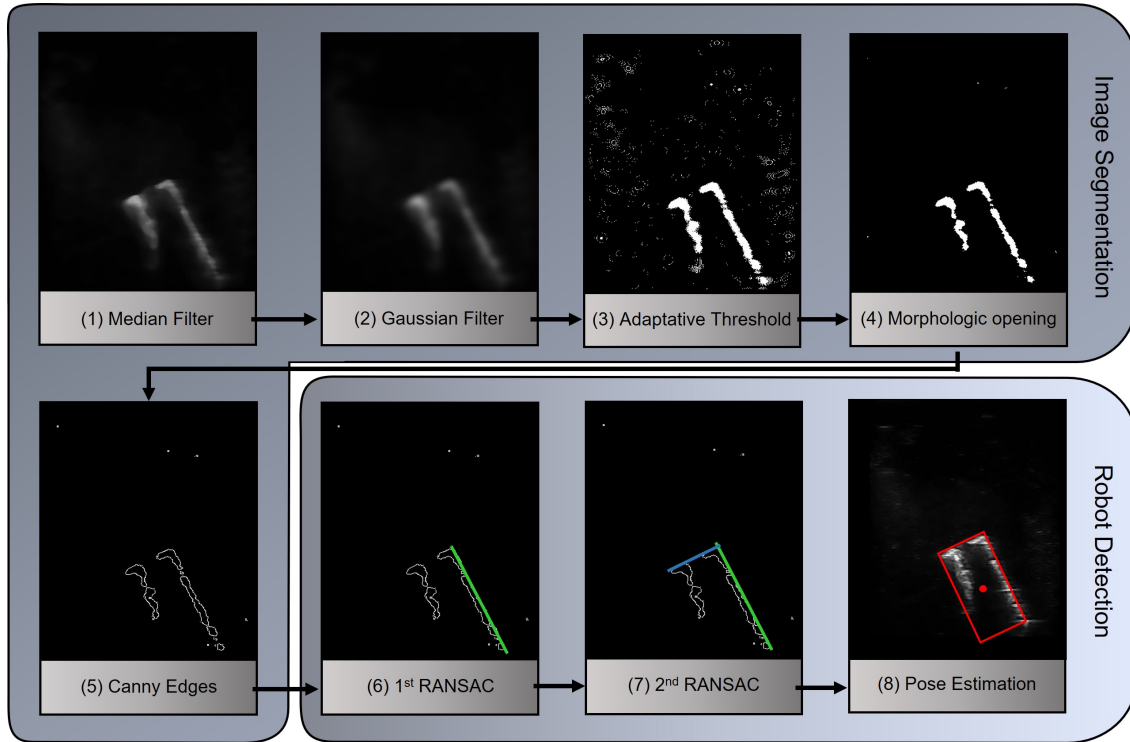 Image Segmentation
(1) Median Filter
(2) Gaussian Filter
(3) Adaptative Threshold
(4) Morphologic opening
Robot Detection
(5) Canny Edges
(6) 1st RANSAC
(7) 2nd RANSAC
(8) Pose Estimation